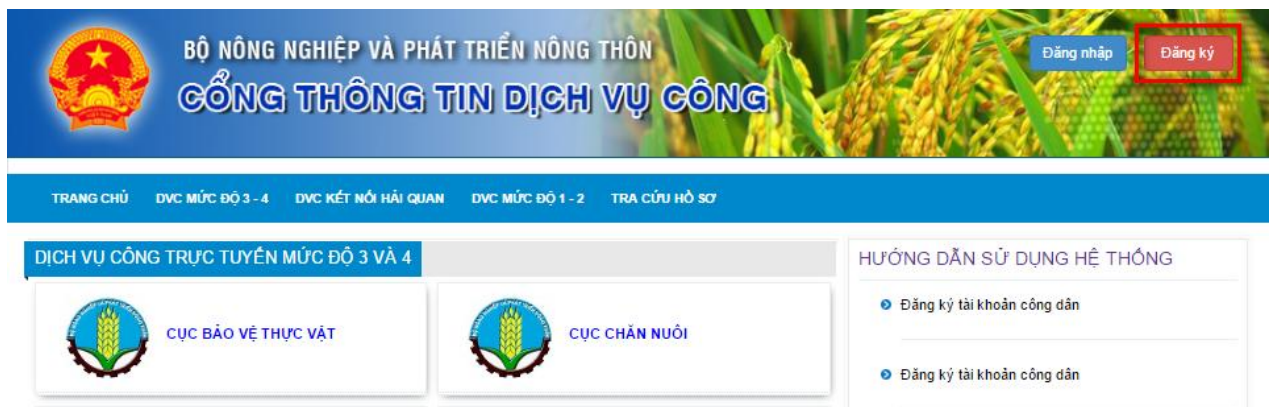 BỘ NÔNG NGHIỆP VÀ PHÁT TRIỂN NÔNG THÔN
CỔNG THÔNG TIN DỊCH VỤ CÔNG
Đăng nhập
Đăng ký
TRANG CHỦ DVC MỨC ĐỘ 3 - 4 DVC KẾT NỐI HẢI QUAN DVC MỨC ĐỘ 1 - 2 TRA CỨU HỒ SƠ
DỊCH VỤ CÔNG TRỰC TUYẾN MỨC ĐỘ 3 VÀ 4
CỤC BẢO VỆ THỰC VẬT
CỤC CHĂN NUÔI
HƯỚNG DẪN SỬ DỤNG HỆ THỐNG
Đăng ký tài khoản công dân
Đăng ký tài khoản công dân